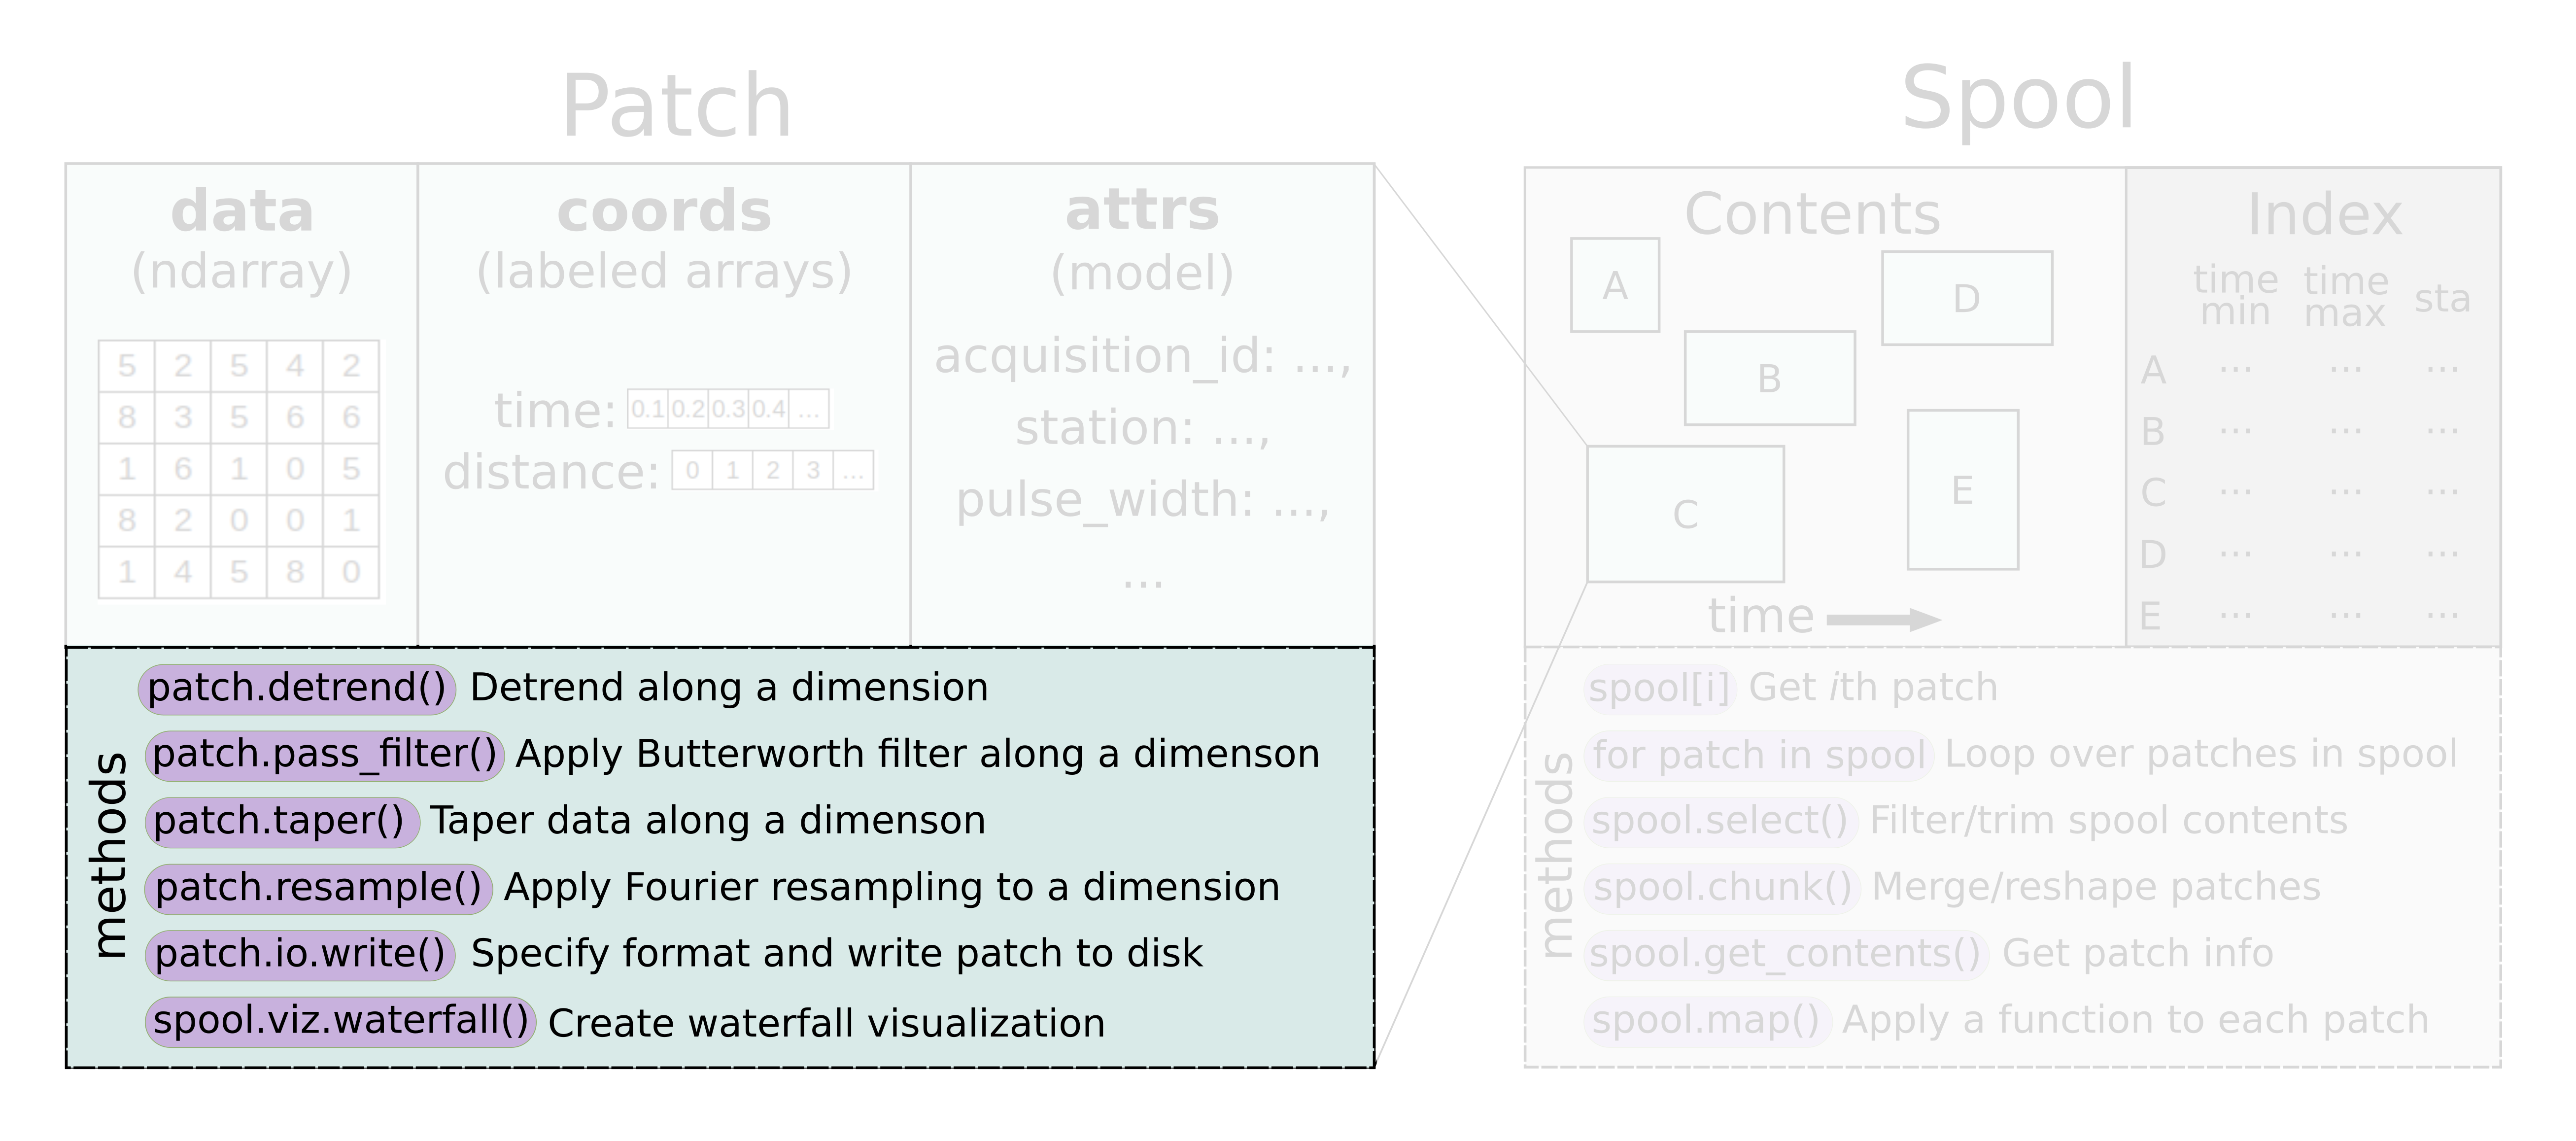 Patch
data
(ndarray)
5 2 5 4 2
8 3 5 6 6
1 6 1 0 5
8 2 0 0 1
1 4 5 8 0
coords
(labeled arrays)
time: 0.1 0.2 0.3 0.4 ...
distance: 0 1 2 3 ...
attrs
(model)
acquisition_id: ...,
station: ...,
pulse_width: ...,
...
methods
patch.detrend() Detrend along a dimension
patch.pass_filter() Apply Butterworth filter along a dimenson
patch.taper() Taper data along a dimenson
patch.resample() Apply Fourier resampling to a dimension
patch.io.write() Specify format and write patch to disk
spool.viz.waterfall() Create waterfall visualization
Spool
Contents
A
D
B
E
C
time
Index
time min time max sta
A ... ... ...
B ... ... ...
C ... ... ...
D ... ... ...
E ... ... ...
methods
spool[i] Get ith patch
for patch in spool Loop over patches in spool
spool.select() Filter/trim spool contents
spool.chunk() Merge/reshape patches
spool.get_contents() Get patch info
spool.map() Apply a function to each patch